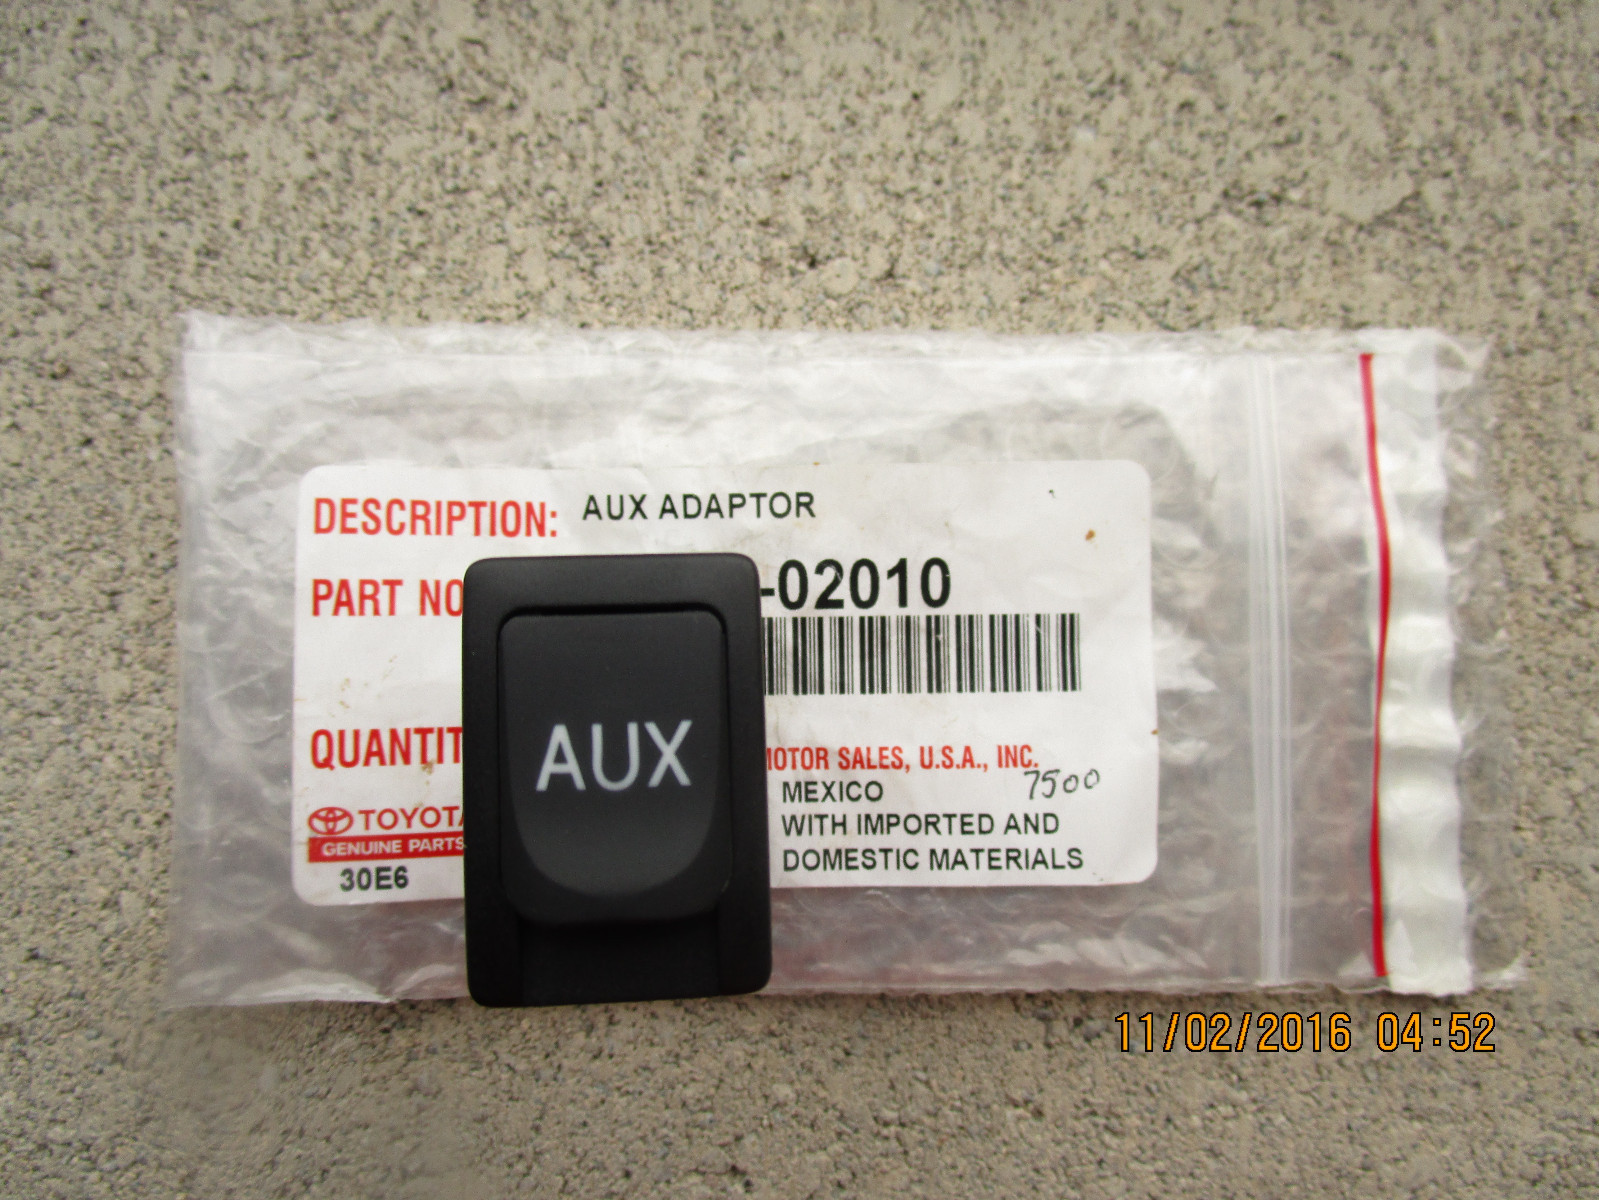 DESCRIPTION: AUX ADAPTOR
PART NO
-02010
QUANTIT
MOTOR SALES, U.S.A., INC.
MEXICO 7500
WITH IMPORTED AND
DOMESTIC MATERIALS
TOYOTA
GENUINE PARTS
30E6
AUX
11/02/2016 04:52